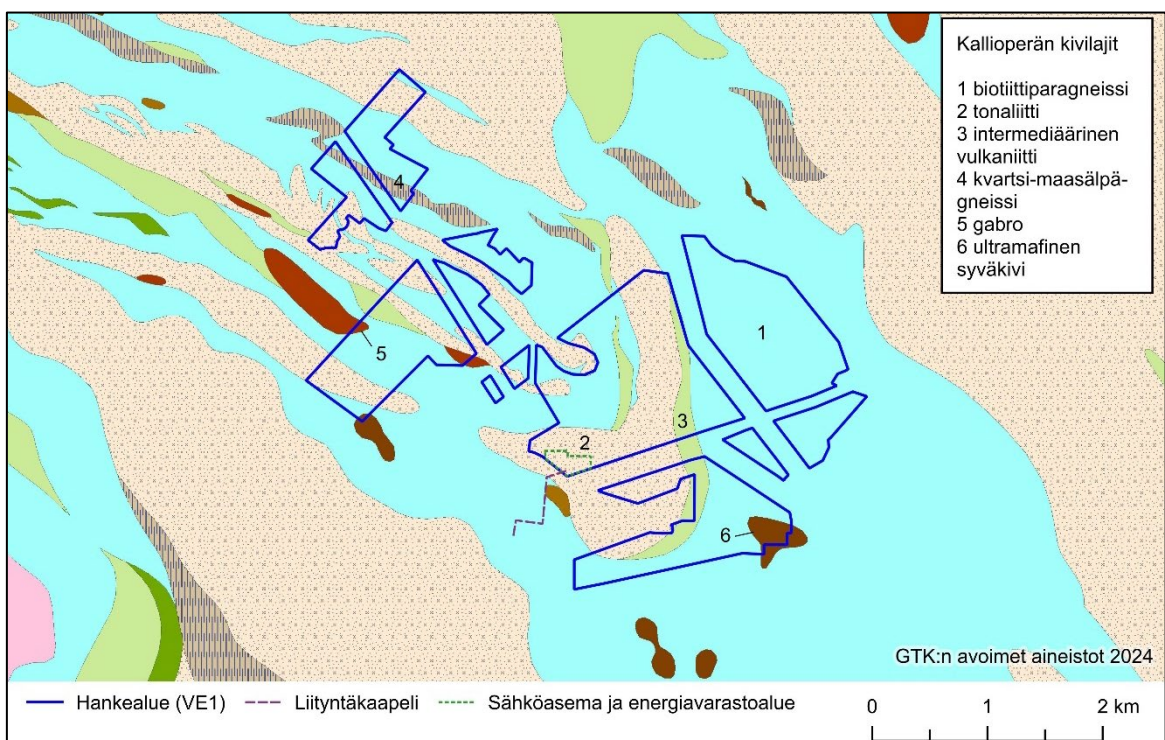 Kallioperän kivilajit
1 biotiittiparagneissi
2 tonaliitti
3 intermediäärinen
vulkaniitti
4 kvartsi-maasälpä-
gneissi
5 gabro
6 ultramafinen
syväkivi
4
1
5
3
2
6
GTK:n avoimet aineistot 2024
Hankealue (VE1) Liityntäkaapeli Sähköasema ja energiavarastoalue
0 1 2 km